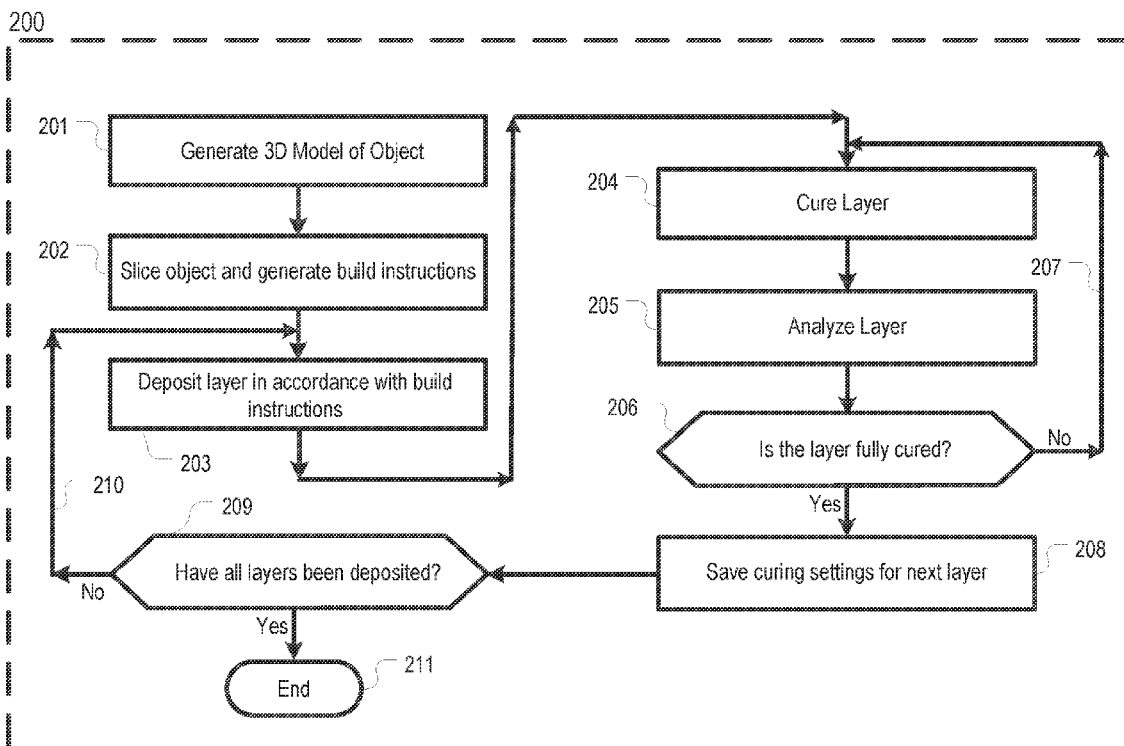 200
201
Generate 3D Model of Object
202
Slice object and generate build instructions
Deposit layer in accordance with build
instructions
203
204
Cure Layer
205
Analyze Layer
206
Is the layer fully cured?
No
207
Yes
208
Save curing settings for next layer
209
Have all layers been deposited?
No
210
Yes
End
211